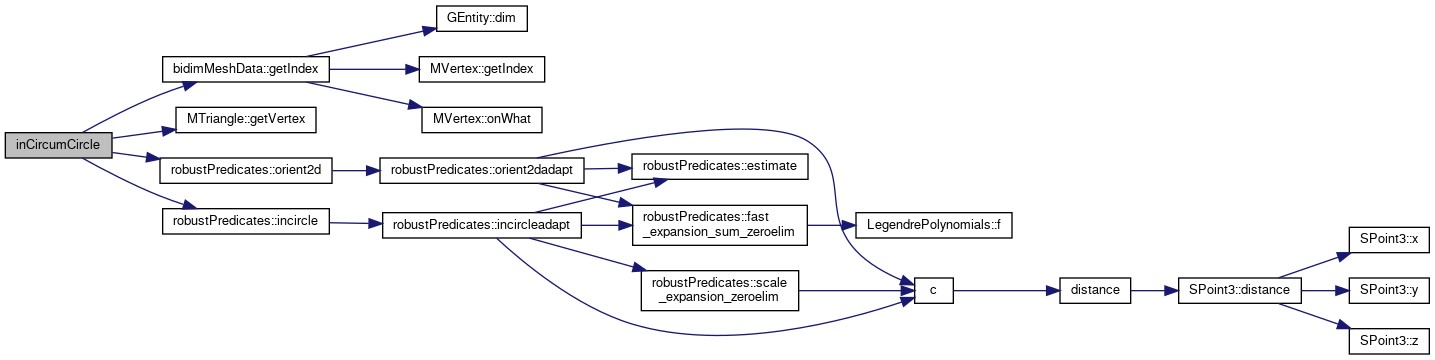 inCircumCircle
bidimMeshData::getIndex
GEntity::dim
MVertex::getIndex
MVertex::onWhat
MTriangle::getVertex
robustPredicates::orient2d
robustPredicates::orient2dadapt
robustPredicates::estimate
robustPredicates::incircle
robustPredicates::incircleadapt
robustPredicates::fast
_expansion_sum_zeroelim
LegendrePolynomials::f
robustPredicates::scale
_expansion_zeroelim
c
distance
SPoint3::distance
SPoint3::x
SPoint3::y
SPoint3::z